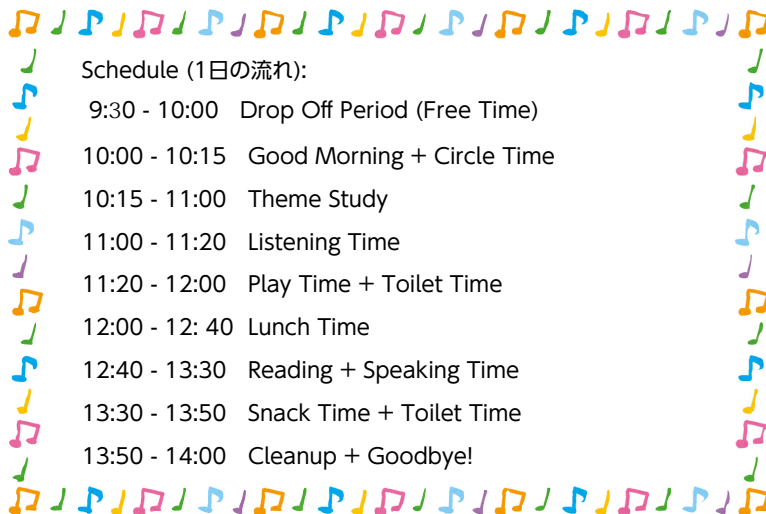 Schedule (1日の流れ):
9:30 - 10:00 Drop Off Period (Free Time)
10:00 - 10:15 Good Morning + Circle Time
10:15 - 11:00 Theme Study
11:00 - 11:20 Listening Time
11:20 - 12:00 Play Time + Toilet Time
12:00 - 12: 40 Lunch Time
12:40 - 13:30 Reading + Speaking Time
13:30 - 13:50 Snack Time + Toilet Time
13:50 - 14:00 Cleanup + Goodbye!